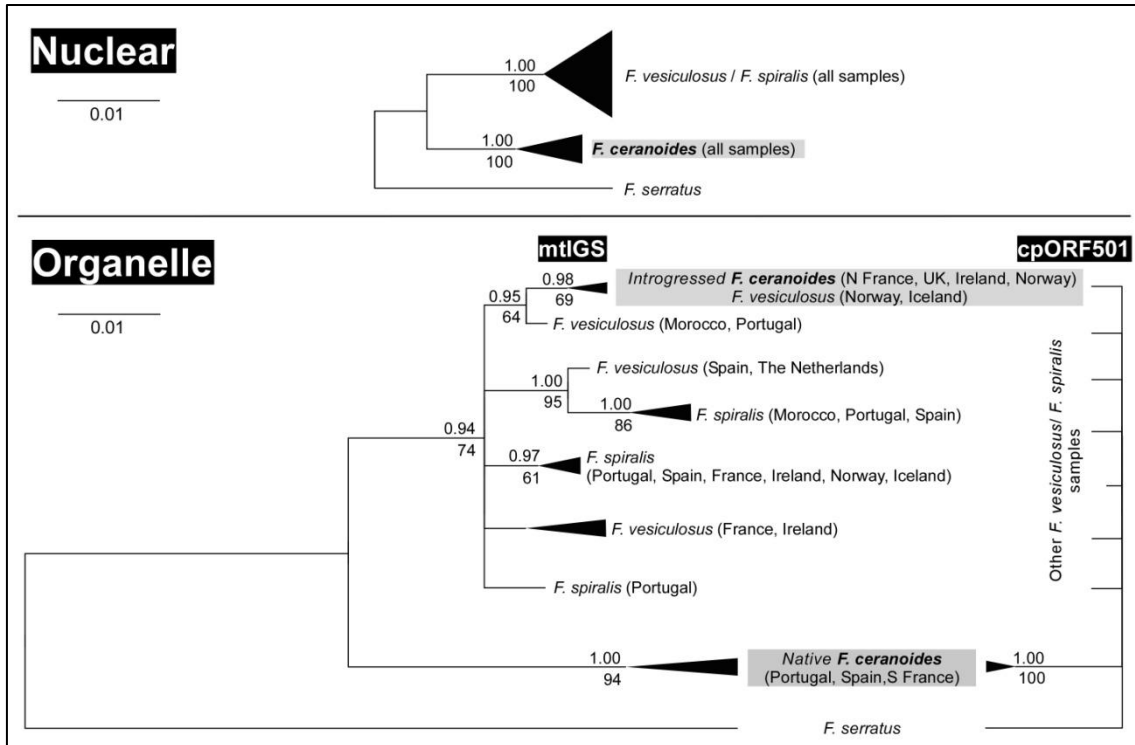 Nuclear
0.01
1.00
100
F. vesiculosus / F. spiralis (all samples)
1.00
100
F. ceranoides (all samples)
F. serratus
Organelle
0.01
mtIGS
cpORF501
0.98
69
Introgressed F. ceranoides (N France, UK, Ireland, Norway)
F. vesiculosus (Norway, Iceland)
0.95
64
F. vesiculosus (Morocco, Portugal)
F. vesiculosus (Spain, The Netherlands)
1.00
95
1.00
86
F. spiralis (Morocco, Portugal, Spain)
0.94
74
0.97
61
F. spiralis
(Portugal, Spain, France, Ireland, Norway, Iceland)
F. vesiculosus (France, Ireland)
F. spiralis (Portugal)
Other F. vesiculosus/ F. spiralis
samples
1.00
94
Native F. ceranoides
(Portugal, Spain,S France)
1.00
100
F. serratus